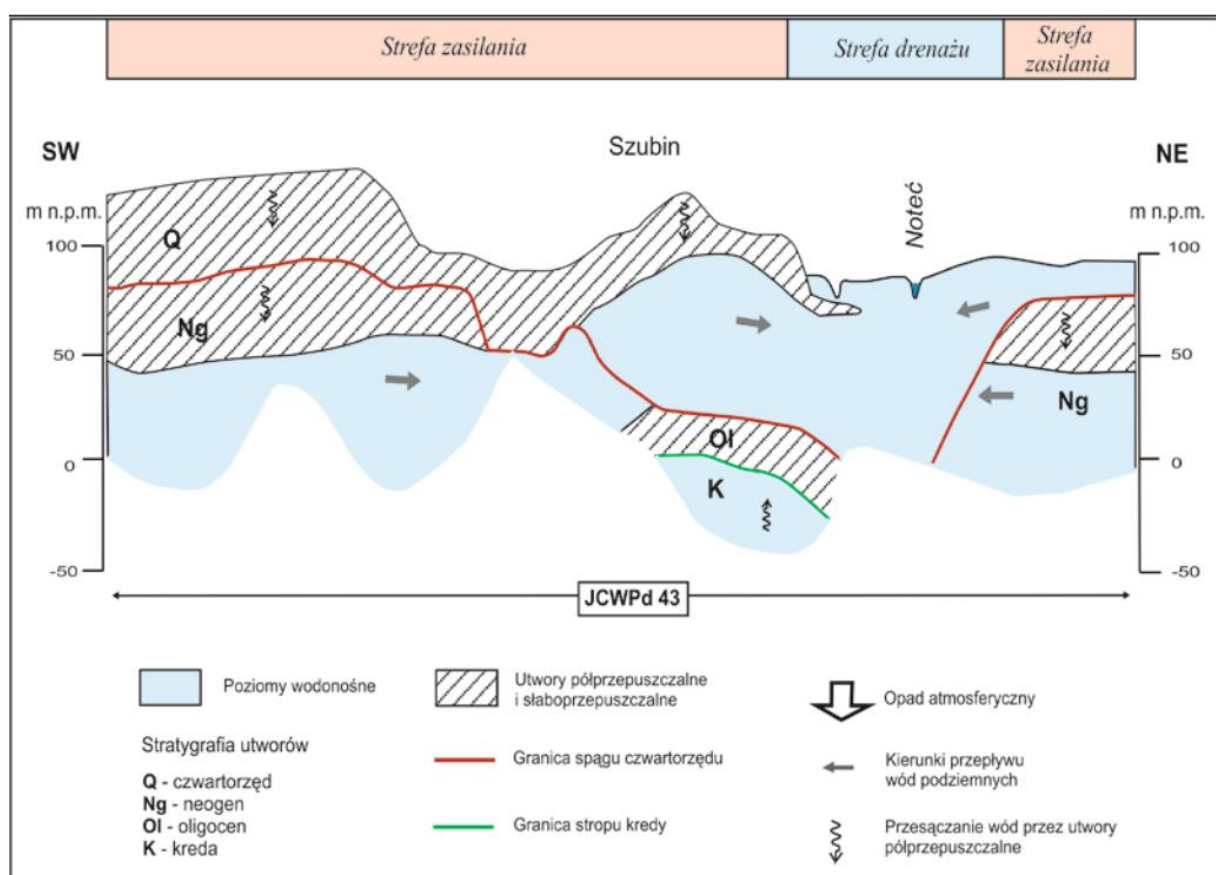 Strefa zasilania
Strefa drenażu
Strefa
zasilania
SW
Szubin
NE
m n.p.m.
Noteć
m n.p.m.
100
100
Q
Ng
50
50
Ng
Ol
0
0
K
-50
-50
JCWPd 43
Poziomy wodonośne
Utwory półprzepuszczalne
i słaboprzepuszczalne
Opad atmosferyczny
Stratygrafia utworów
Q - czwartorzęd
Ng - neogen
Ol - oligocen
K - kreda
Granica spągu czwartorzędu
Granica stropu kredy
Kierunki przepływu
wód podziemnych
Przesączanie wód przez utwory
półprzepuszczalne